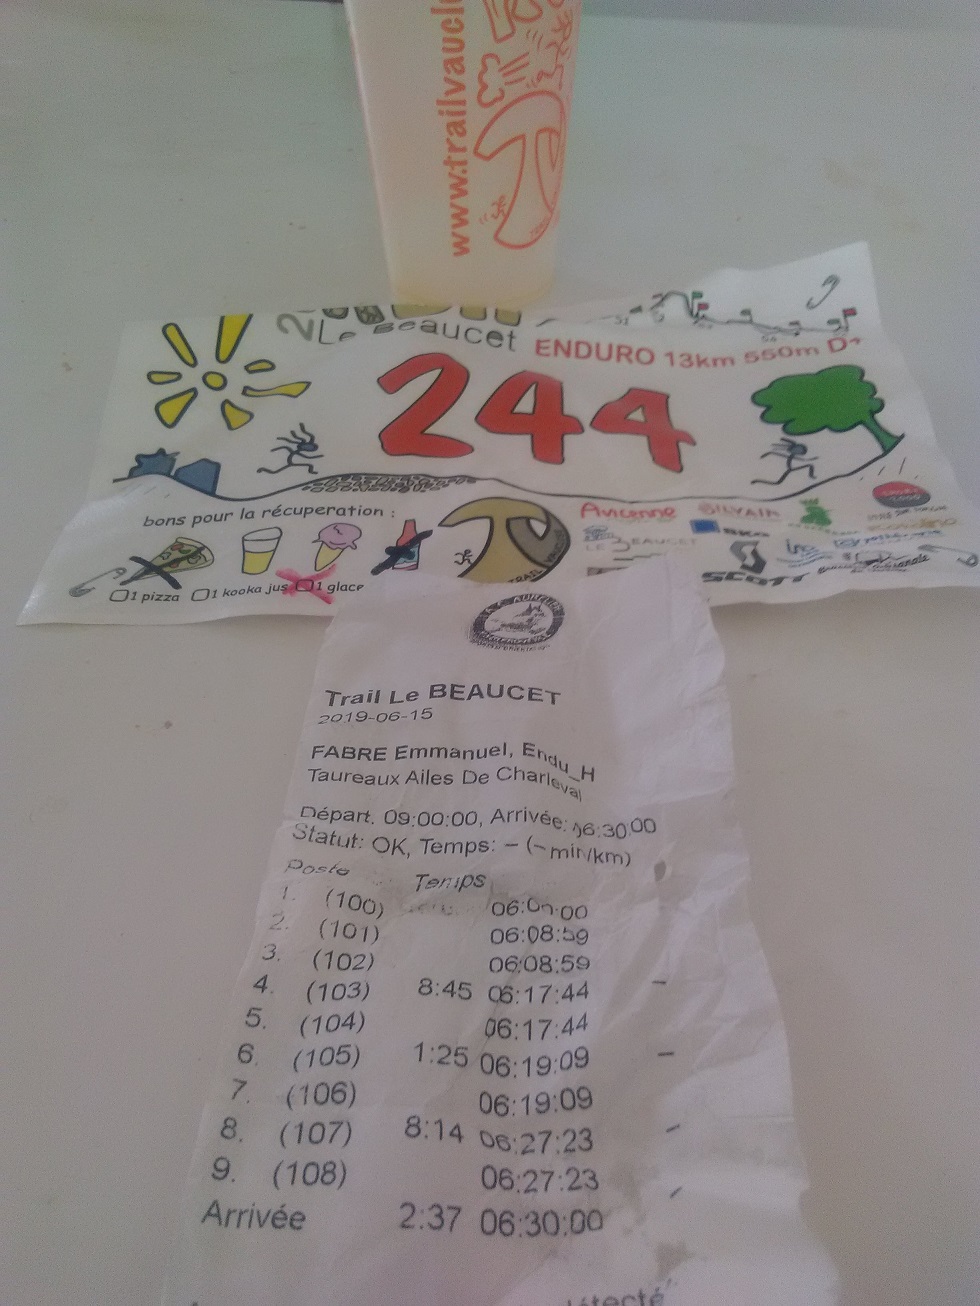 www.trailvaucl
Le Beaucet ENDURO 13km 550m D+
244
bons pour la récuperation :
1 pizza 1 kooka jus 1 glace
Avicenne
SILVAIN
LE BEAUCET
SCOTT
TRAIL
Trail Le BEAUCET
2019-06-15
FABRE Emmanuel, Endu_H
Taureaux Ailes De Charleval
Départ. 09:00:00, Arrivée: 06:30:00
Statut: OK, Temps: – (– min/km)
Poste Temps
1. (100) 06:00:00
2. (101) 06:08:59
3. (102) 06:08:59
4. (103) 8:45 06:17:44 –
5. (104) 06:17:44
6. (105) 1:25 06:19:09 –
7. (106) 06:19:09
8. (107) 8:14 06:27:23 –
9. (108) 06:27:23
Arrivée 2:37 06:30:00 –